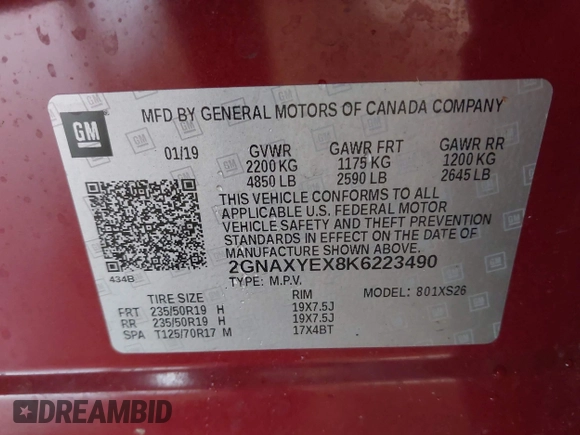 GM
MFD BY GENERAL MOTORS OF CANADA COMPANY
01/19 GVWR GAWR FRT GAWR RR
2200 KG 1175 KG 1200 KG
4850 LB 2590 LB 2645 LB
THIS VEHICLE CONFORMS TO ALL
APPLICABLE U.S. FEDERAL MOTOR
VEHICLE SAFETY AND THEFT PREVENTION
STANDARDS IN EFFECT ON THE DATE OF
MANUFACTURE SHOWN ABOVE.
434B 2GNAXYEX8K6223490
TYPE: M.P.V. MODEL: 801XS26
TIRE SIZE RIM
FRT 235/50R19 H 19X7.5J
RR 235/50R19 H 19X7.5J
SPA T125/70R17 M 17X4BT
DREAMBID